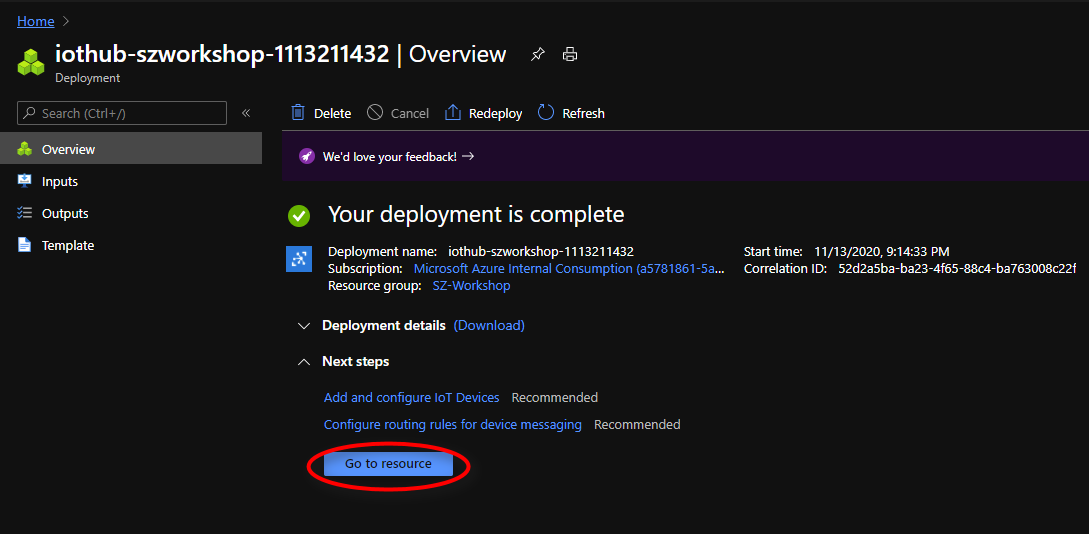 Home >
iothub-szworkshop-1113211432 | Overview
Deployment
Search (Ctrl+/) «
Delete Cancel Redeploy Refresh
Overview
We'd love your feedback! →
Inputs
Outputs
Template
Your deployment is complete
Deployment name: iothub-szworkshop-1113211432 Start time: 11/13/2020, 9:14:33 PM
Subscription: Microsoft Azure Internal Consumption (a5781861-5a... Correlation ID: 52d2a5ba-ba23-4f65-88c4-ba763008c22f
Resource group: SZ-Workshop
Deployment details (Download)
Next steps
Add and configure IoT Devices Recommended
Configure routing rules for device messaging Recommended
Go to resource